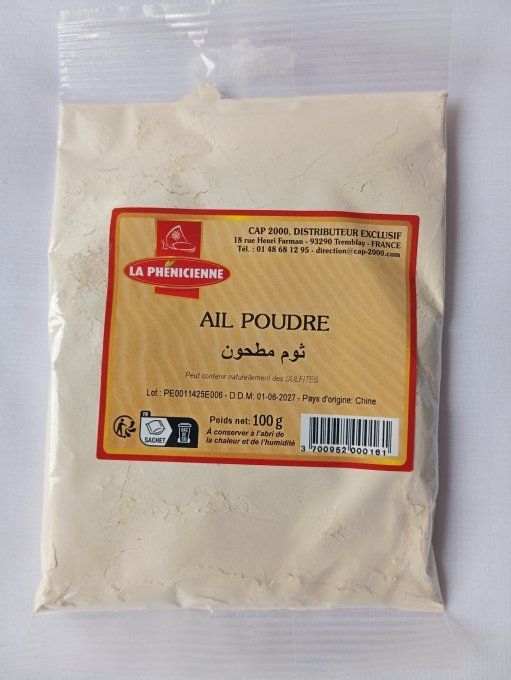 CAP 2000, DISTRIBUTEUR EXCLUSIF
18 rue Henri Farman - 93290 Tremblay - FRANCE
Tél. : 01 48 68 12 95 - direction@cap-2000.com
LA PHÉNICIENNE
AIL POUDRE
ثوم مطحون
Peut contenir naturellement des SULFITES
Lot : PE0011425E006 - D.D.M: 01-06-2027 - Pays d'origine: Chine
FR
SACHET
Poids net: 100 g
À conserver à l'abri de
la chaleur et de l'humidité
3 700952 000161